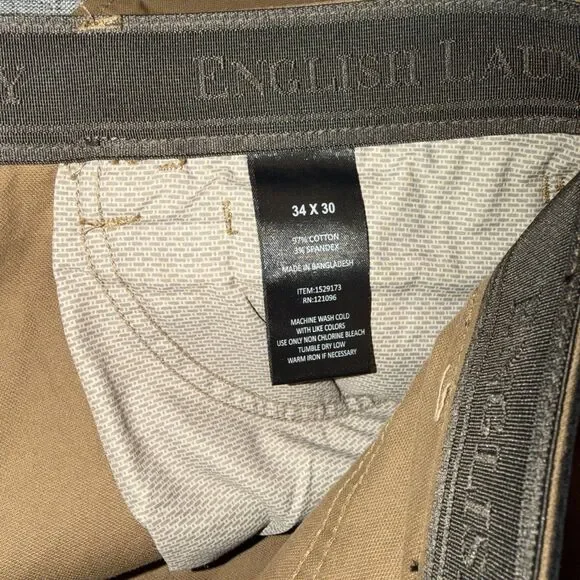 Y
ENGLISH LAUN
34 X 30
97% COTTON
3% SPANDEX
MADE IN BANGLADESH
ITEM:1529173
RN:121096
MACHINE WASH COLD
WITH LIKE COLORS
USE ONLY NON CHLORINE BLEACH
TUMBLE DRY LOW
WARM IRON IF NECESSARY